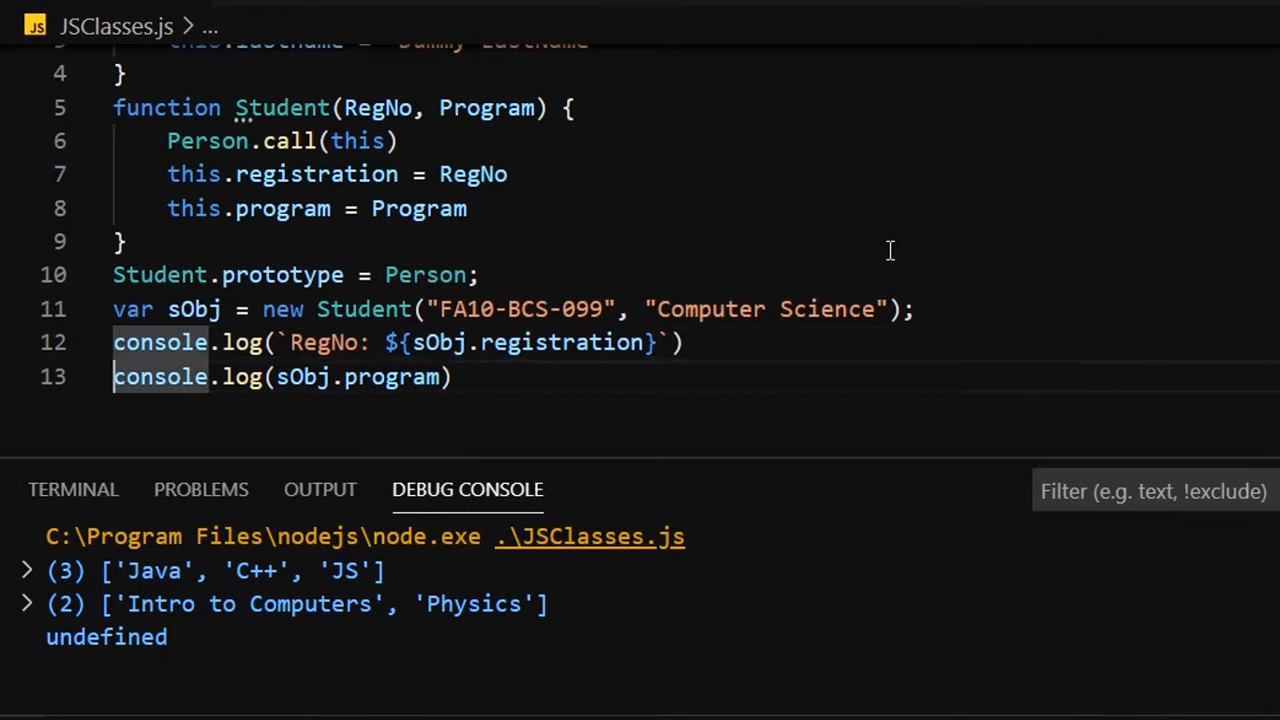 JS JSClasses.js > ...
4 }
5 function Student(RegNo, Program) {
6 Person.call(this)
7 this.registration = RegNo
8 this.program = Program
9 }
10 Student.prototype = Person;
11 var sObj = new Student("FA10-BCS-099", "Computer Science");
12 console.log(`RegNo: ${sObj.registration}`)
13 console.log(sObj.program)
TERMINAL PROBLEMS OUTPUT DEBUG CONSOLE Filter (e.g. text, !exclude)
C:\Program Files\nodejs\node.exe .\JSClasses.js
> (3) ['Java', 'C++', 'JS']
> (2) ['Intro to Computers', 'Physics']
undefined